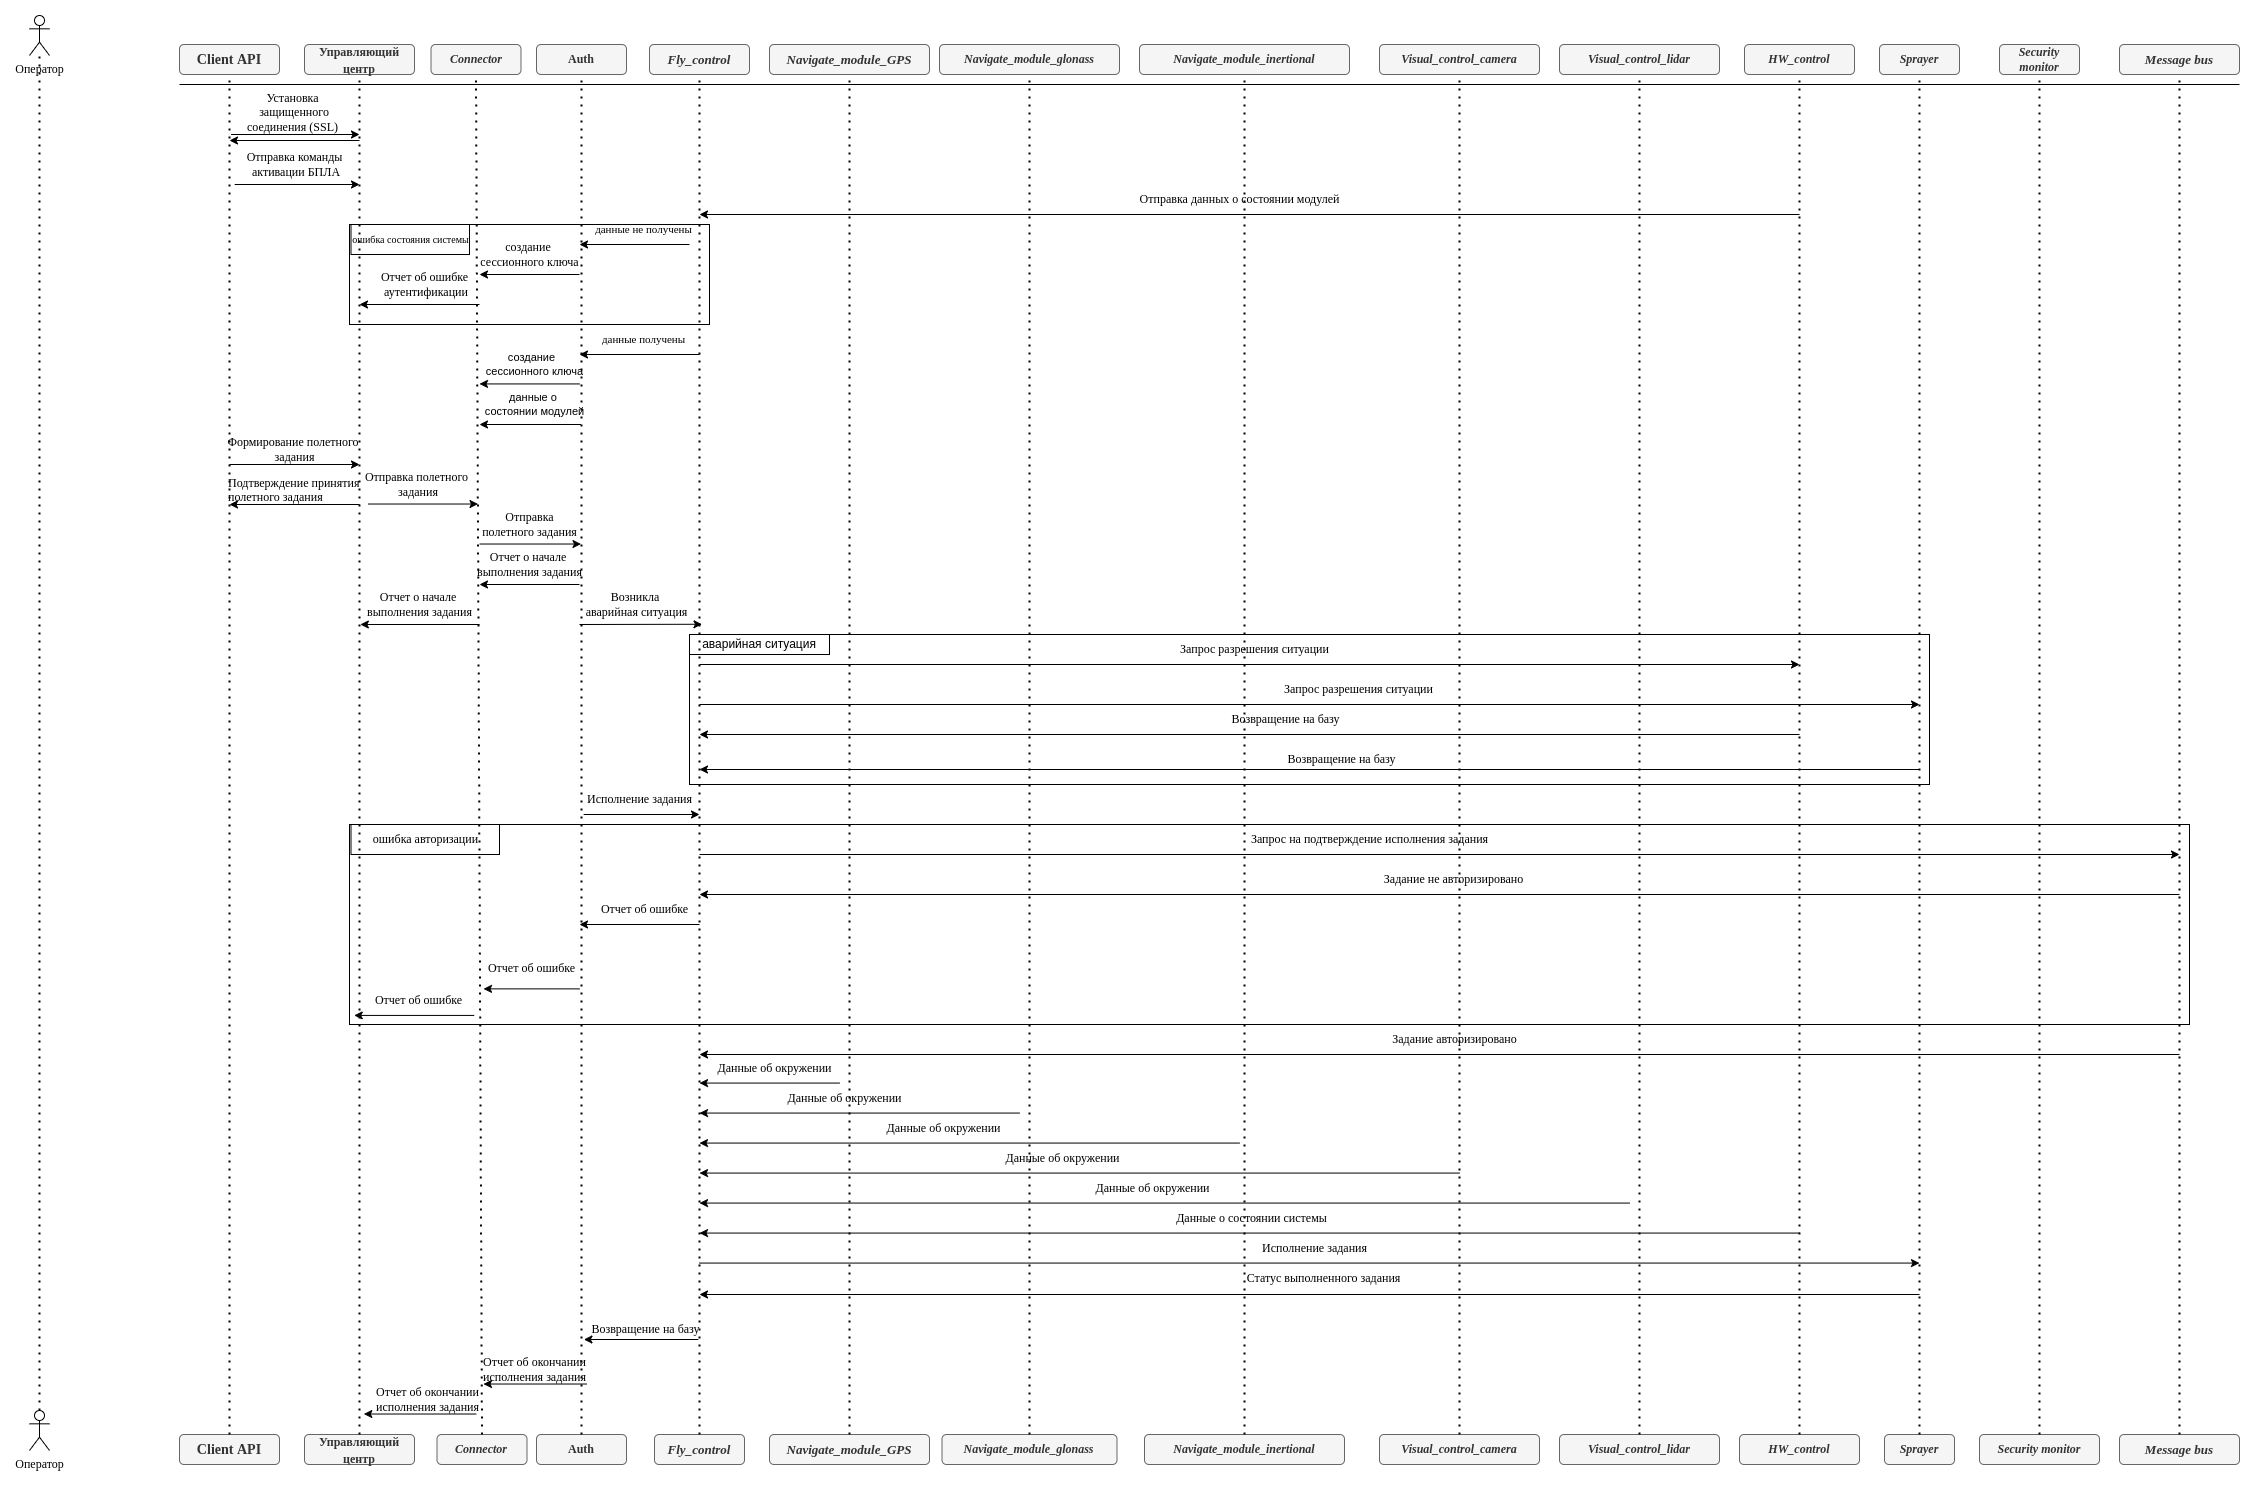 Оператор
Client API
Управляющий
центр
Connector
Auth
Fly_control
Navigate_module_GPS
Navigate_module_glonass
Navigate_module_inertional
Visual_control_camera
Visual_control_lidar
HW_control
Sprayer
Security
monitor
Message bus
Установка
защищенного
соединения (SSL)
Отправка команды
активации БПЛА
Отправка данных о состоянии модулей
ошибка состояния системы
данные не получены
создание
сессионного ключа
Отчет об ошибке
аутентификации
данные получены
создание
сессионного ключа
данные о
состоянии модулей
Формирование полетного
задания
Подтверждение принятия
полетного задания
Отправка полетного
задания
Отправка
полетного задания
Отчет о начале
выполнения задания
Отчет о начале
выполнения задания
Возникла
аварийная ситуация
аварийная ситуация
Запрос разрешения ситуации
Запрос разрешения ситуации
Возвращение на базу
Возвращение на базу
Исполнение задания
ошибка авторизации
Запрос на подтверждение исполнения задания
Задание не авторизировано
Отчет об ошибке
Отчет об ошибке
Отчет об ошибке
Задание авторизировано
Данные об окружении
Данные об окружении
Данные об окружении
Данные об окружении
Данные об окружении
Данные о состоянии системы
Исполнение задания
Статус выполненного задания
Возвращение на базу
Отчет об окончании
исполнения задания
Отчет об окончании
исполнения задания
Оператор
Client API
Управляющий
центр
Connector
Auth
Fly_control
Navigate_module_GPS
Navigate_module_glonass
Navigate_module_inertional
Visual_control_camera
Visual_control_lidar
HW_control
Sprayer
Security monitor
Message bus